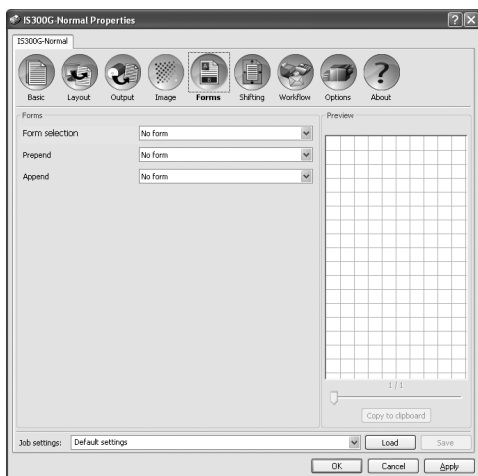 IS300G-Normal Properties
IS300G-Normal
Basic Layout Output Image Forms Shifting Workflow Options About
Forms
Form selection No form
Prepend No form
Append No form
Preview
1 / 1
Copy to clipboard
Job settings: Default settings Load Save
OK Cancel Apply